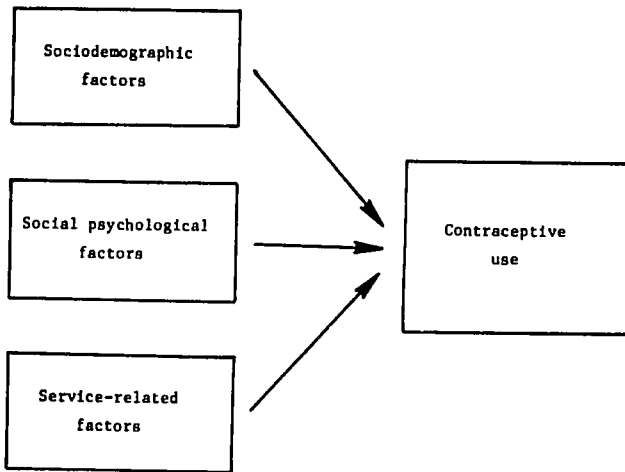 Sociodemographic
factors
Social psychological
factors
Contraceptive
use
Service-related
factors